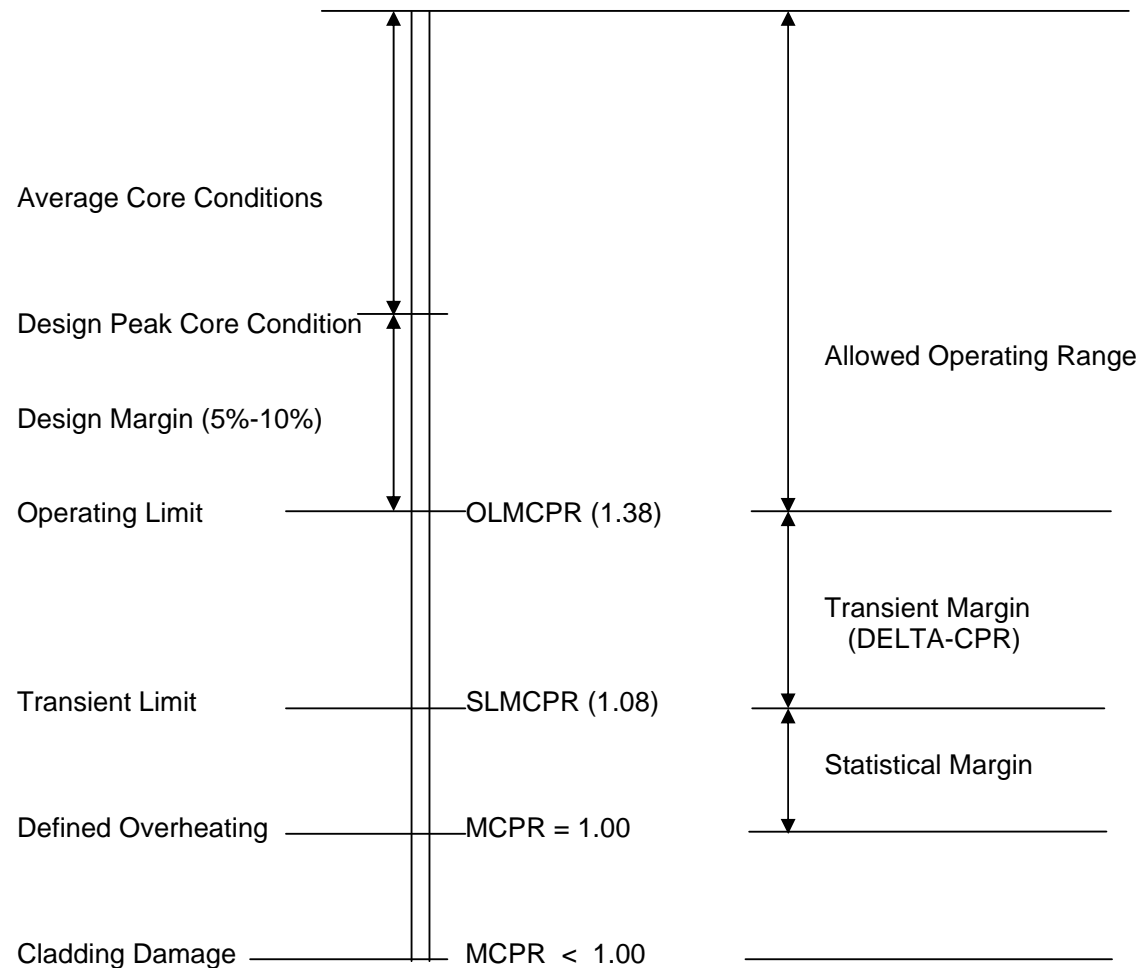 Average Core Conditions
Design Peak Core Condition
Allowed Operating Range
Design Margin (5%-10%)
Operating Limit
OLMCPR (1.38)
Transient Margin
(DELTA-CPR)
Transient Limit
SLMCPR (1.08)
Statistical Margin
Defined Overheating
MCPR = 1.00
Cladding Damage
MCPR < 1.00